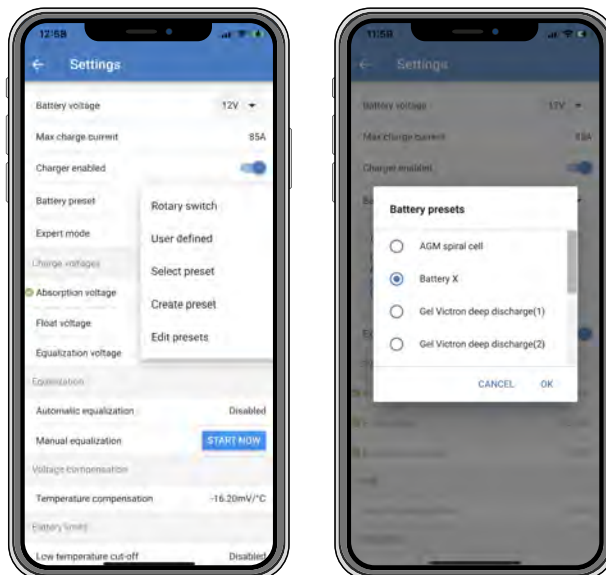 12:58
Settings
Battery voltage 12V
Max charge current 85A
Charger enabled
Battery preset
Rotary switch
User defined
Select preset
Create preset
Edit presets
Expert mode
Charge voltages
Absorption voltage
Float voltage
Equalization voltage
Equalization
Automatic equalization Disabled
Manual equalization START NOW
Voltage compensation
Temperature compensation -16.20mV/°C
Battery limits
Low temperature cut-off Disabled
11:59
Settings
Battery voltage 12V
Max charge current 85A
Charger enabled
Battery presets
AGM spiral cell
Battery X
Gel Victron deep discharge(1)
Gel Victron deep discharge(2)
CANCEL OK